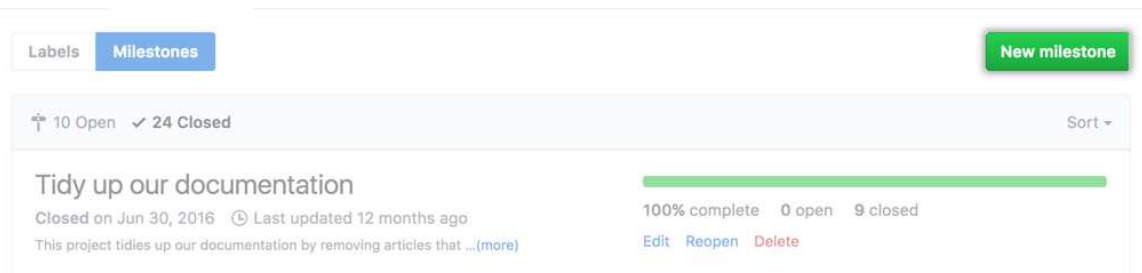 Labels Milestones New milestone
10 Open 24 Closed Sort
Tidy up our documentation
Closed on Jun 30, 2016 Last updated 12 months ago
This project tidies up our documentation by removing articles that ...(more)
100% complete 0 open 9 closed
Edit Reopen Delete